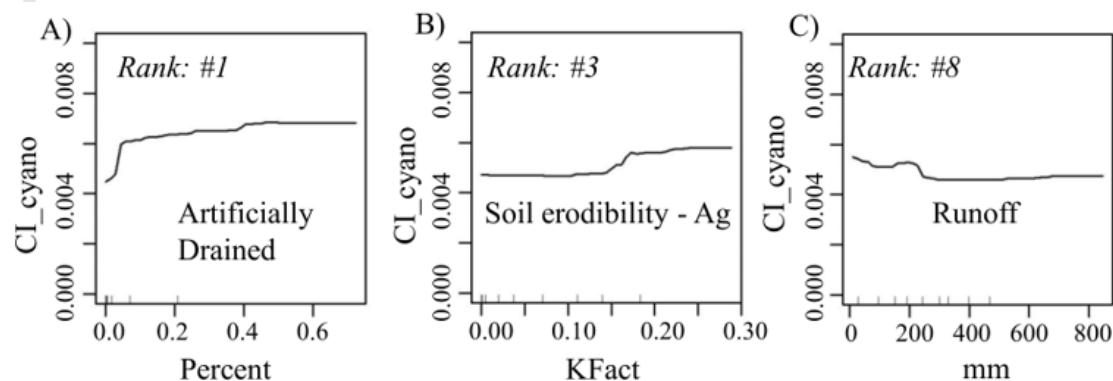 A)
Rank: #1
CI_cyano
0.000 0.004 0.008
Artificially
Drained
0.0 0.2 0.4 0.6
Percent
B)
Rank: #3
CI_cyano
0.000 0.004 0.008
Soil erodibility - Ag
0.00 0.10 0.20 0.30
KFact
C)
Rank: #8
CI_cyano
0.000 0.004 0.008
Runoff
0 200 400 600 800
mm